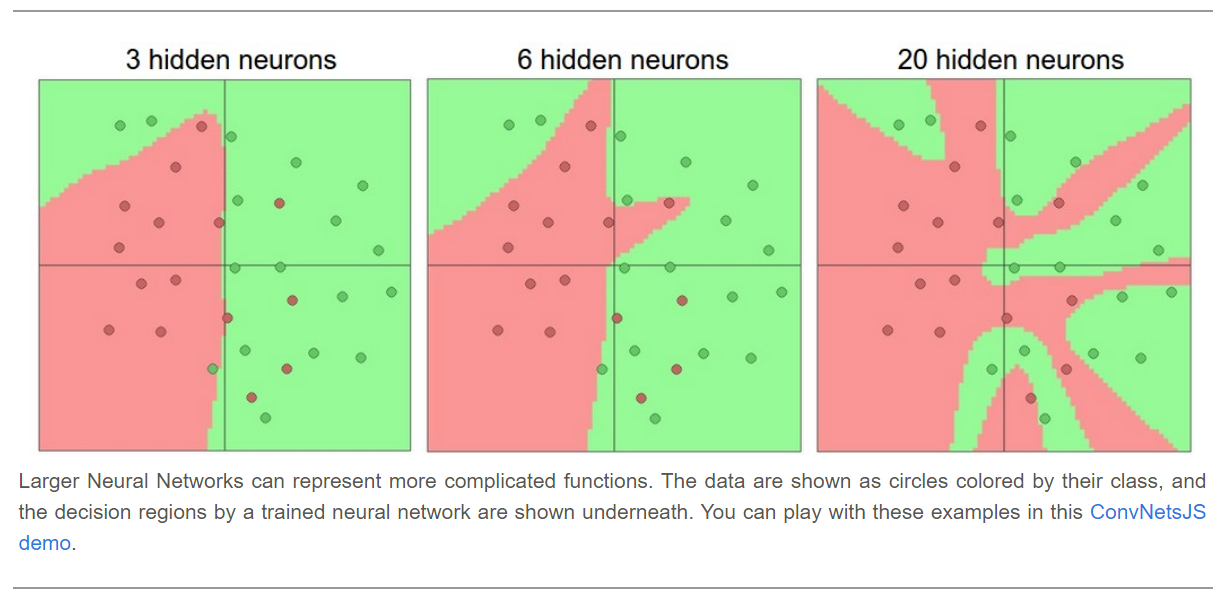 3 hidden neurons
6 hidden neurons
20 hidden neurons
Larger Neural Networks can represent more complicated functions. The data are shown as circles colored by their class, and
the decision regions by a trained neural network are shown underneath. You can play with these examples in this ConvNetsJS
demo.